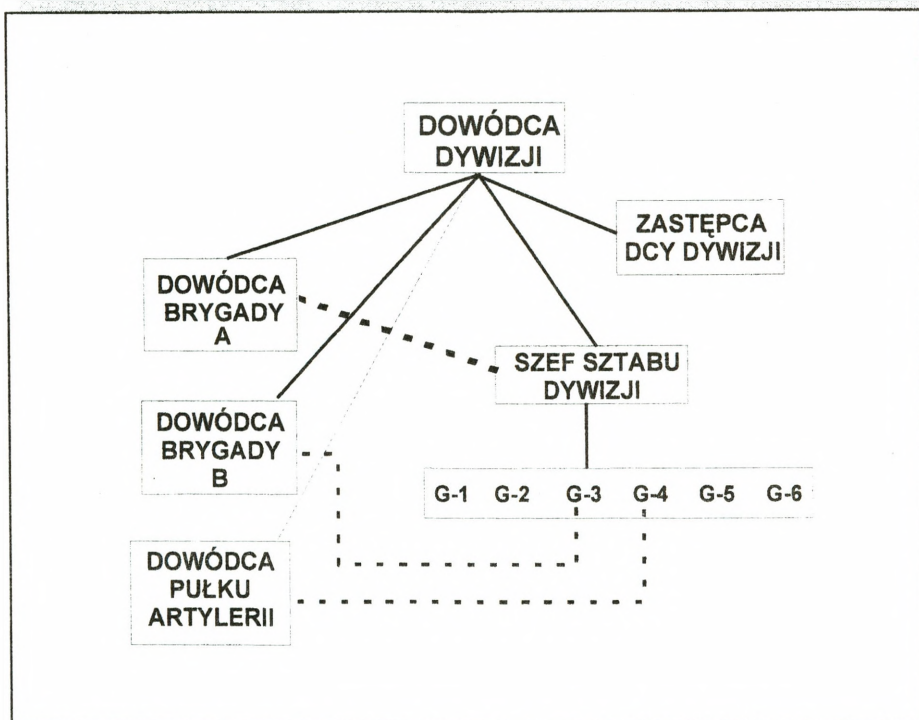 DOWÓDCA
DYWIZJI
ZASTĘPCA
DCY DYWIZJI
DOWÓDCA
BRYGADY
A
SZEF SZTABU
DYWIZJI
DOWÓDCA
BRYGADY
B
G-1 G-2 G-3 G-4 G-5 G-6
DOWÓDCA
PUŁKU
ARTYLERII